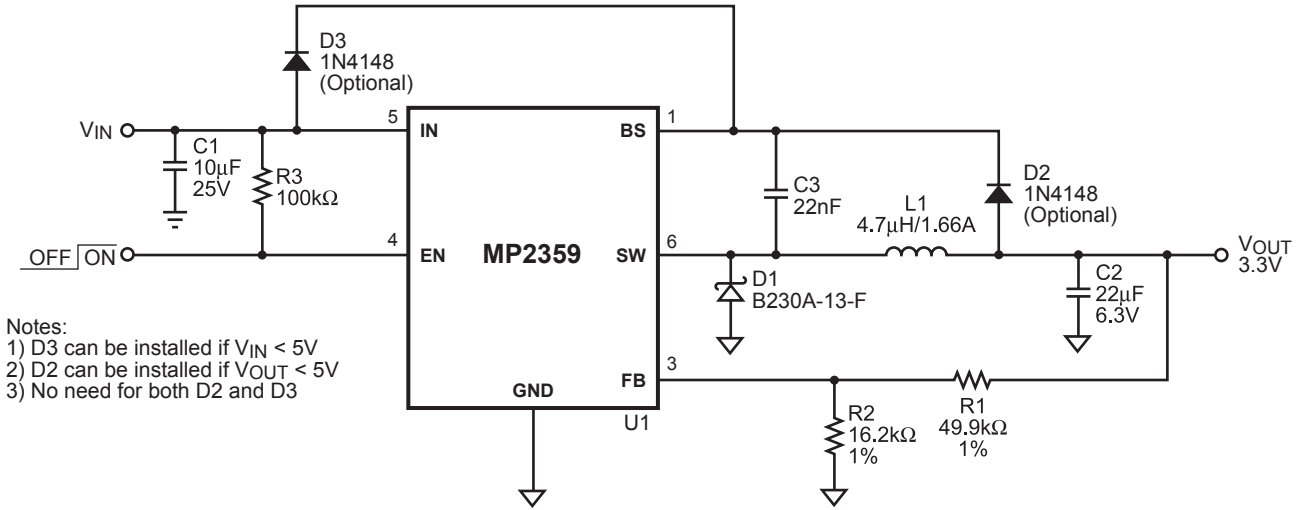 D3
1N4148
(Optional)
VIN
C1
10μF
25V
R3
100kΩ
OFF ON
5
IN
4
EN
MP2359
GND
U1
BS
1
SW
6
FB
3
C3
22nF
L1
4.7μH/1.66A
D2
1N4148
(Optional)
D1
B230A-13-F
VOUT
3.3V
C2
22μF
6.3V
R2
16.2kΩ
1%
R1
49.9kΩ
1%
Notes:
1) D3 can be installed if VIN < 5V
2) D2 can be installed if VOUT < 5V
3) No need for both D2 and D3